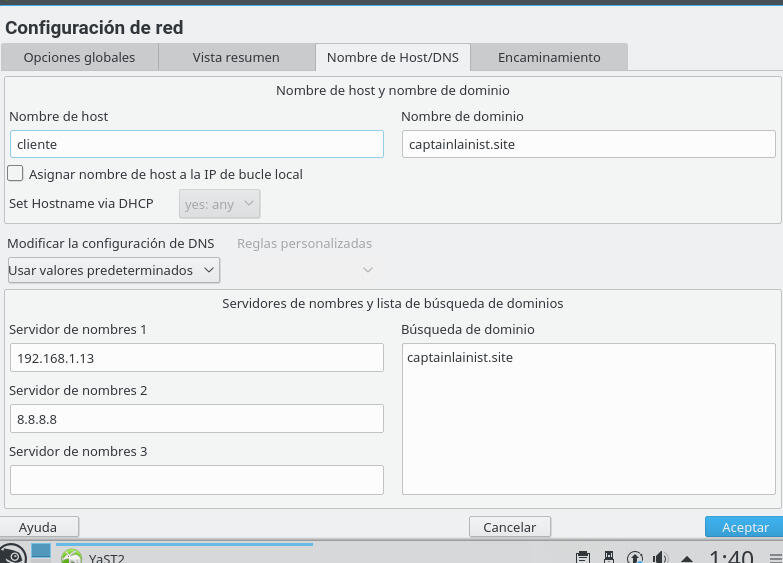 Configuración de red
Opciones globales Vista resumen Nombre de Host/DNS Encaminamiento
Nombre de host y nombre de dominio
Nombre de host Nombre de dominio
cliente captainlainist.site
Asignar nombre de host a la IP de bucle local
Set Hostname via DHCP yes: any
Modificar la configuración de DNS Reglas personalizadas
Usar valores predeterminados
Servidores de nombres y lista de búsqueda de dominios
Servidor de nombres 1 Búsqueda de dominio
192.168.1.13 captainlainist.site
Servidor de nombres 2
8.8.8.8
Servidor de nombres 3
Ayuda Cancelar Aceptar
YaST2 1:40